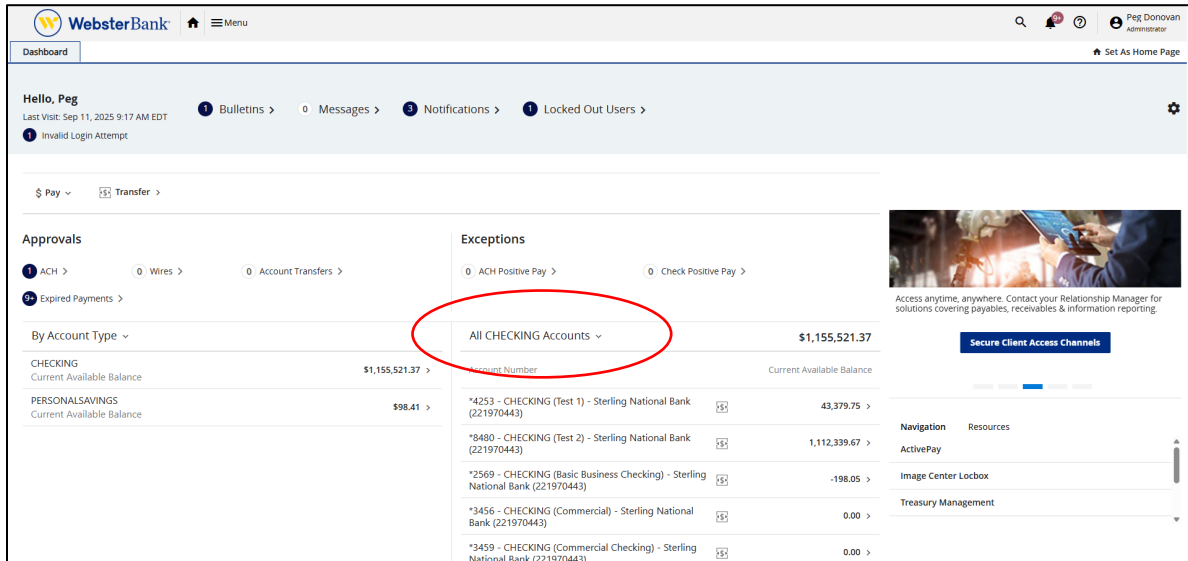 WebsterBank
Menu
9+
Peg Donovan
Administrator
Dashboard
Set As Home Page
Hello, Peg
Last Visit: Sep 11, 2025 9:17 AM EDT
1 Invalid Login Attempt
1 Bulletins >
0 Messages >
3 Notifications >
1 Locked Out Users >
$ Pay
Transfer >
Approvals
1 ACH >
0 Wires >
0 Account Transfers >
9+ Expired Payments >
Exceptions
0 ACH Positive Pay >
0 Check Positive Pay >
By Account Type
CHECKING
Current Available Balance
$1,155,521.37 >
PERSONALSAVINGS
Current Available Balance
$98.41 >
All CHECKING Accounts
$1,155,521.37
Account Number
Current Available Balance
*4253 - CHECKING (Test 1) - Sterling National Bank
(221970443)
43,379.75 >
*8480 - CHECKING (Test 2) - Sterling National Bank
(221970443)
1,112,339.67 >
*2569 - CHECKING (Basic Business Checking) - Sterling
National Bank (221970443)
-198.05 >
*3456 - CHECKING (Commercial) - Sterling National
Bank (221970443)
0.00 >
*3459 - CHECKING (Commercial Checking) - Sterling
National Bank (221970443)
0.00 >
Access anytime, anywhere. Contact your Relationship Manager for
solutions covering payables, receivables & information reporting.
Secure Client Access Channels
Navigation
Resources
ActivePay
Image Center Locbox
Treasury Management